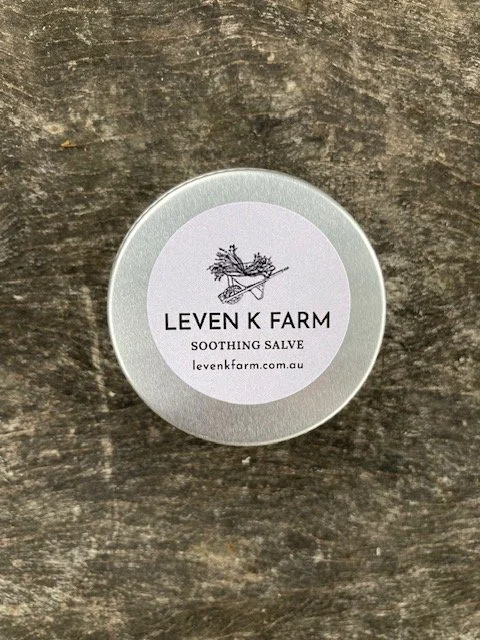 LEVEN K FARM
SOOTHING SALVE
levenkfarm.com.au